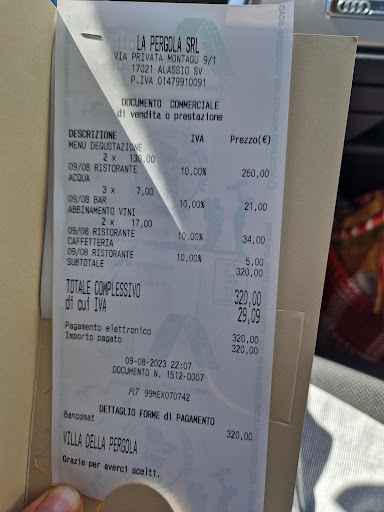 LA PERGOLA SRL
VIA PRIVATA MONTAGU 9/1
17021 ALASSIO SV
P.IVA 01479910091
DOCUMENTO COMMERCIALE
di vendita o prestazione
DESCRIZIONE IVA Prezzo(€)
MENU DEGUSTAZIONE
2 x 130,00
09/08 RISTORANTE 10,00% 260,00
ACQUA
3 x 7,00
09/08 BAR 10,00% 21,00
ABBINAMENTO VINI
2 x 17,00
09/08 RISTORANTE 10,00% 34,00
CAFFETTERIA
09/08 RISTORANTE 10,00% 5,00
SUBTOTALE 320,00
TOTALE COMPLESSIVO 320,00
di cui IVA 29,09
Pagamento elettronico 320,00
Importo pagato 320,00
09-08-2023 22:07
DOCUMENTO N. 1512-0007
RT 99MEX070742
DETTAGLIO FORME di PAGAMENTO
Bancomat 320,00
VILLA DELLA PERGOLA
Grazie per averci scelti.